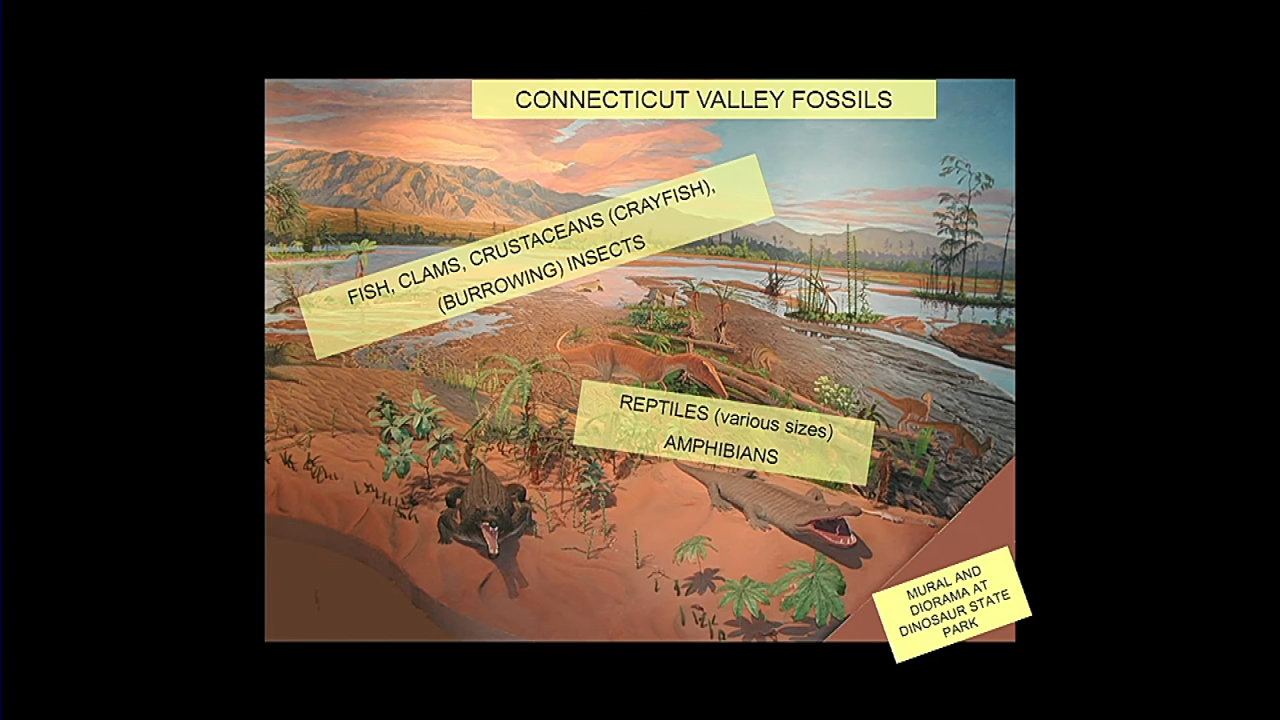 CONNECTICUT VALLEY FOSSILS
FISH, CLAMS, CRUSTACEANS (CRAYFISH),
(BURROWING) INSECTS
REPTILES (various sizes)
AMPHIBIANS
MURAL AND
DIORAMA AT
DINOSAUR STATE
PARK